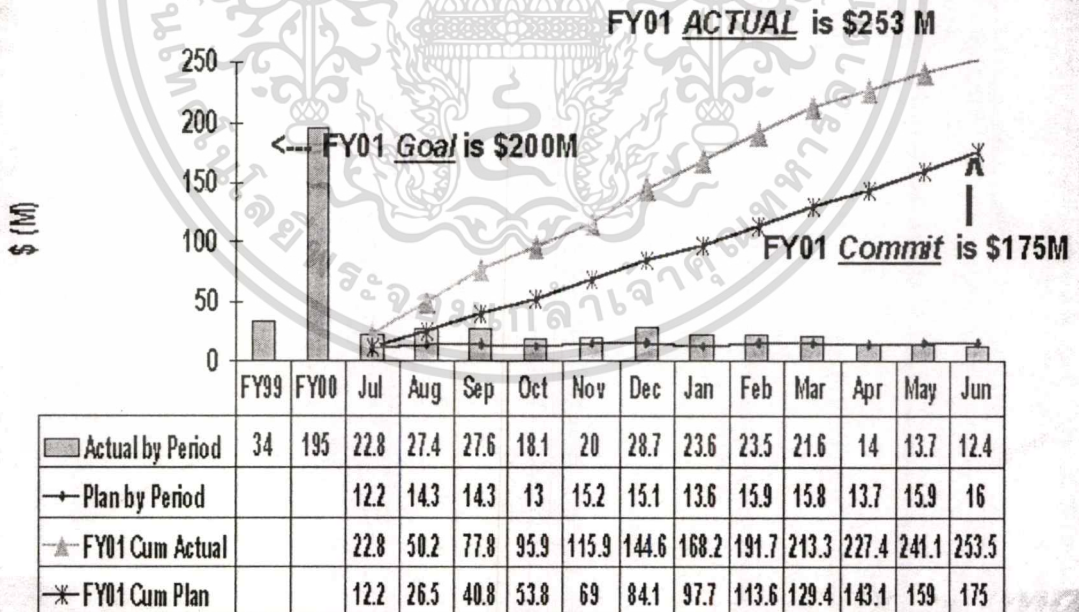 FY01 ACTUAL is $253 M
250
200
<--- FY01 Goal is $200M
150
$ (M)
100
FY01 Commit is $175M
50
0
FY99 FY00 Jul Aug Sep Oct Nov Dec Jan Feb Mar Apr May Jun
Actual by Period 34 195 22.8 27.4 27.6 18.1 20 28.7 23.6 23.5 21.6 14 13.7 12.4
Plan by Period 12.2 14.3 14.3 13 15.2 15.1 13.6 15.9 15.8 13.7 15.9 16
FY01 Cum Actual 22.8 50.2 77.8 95.9 115.9 144.6 168.2 191.7 213.3 227.4 241.1 253.5
FY01 Cum Plan 12.2 26.5 40.8 53.8 69 84.1 97.7 113.6 129.4 143.1 159 175